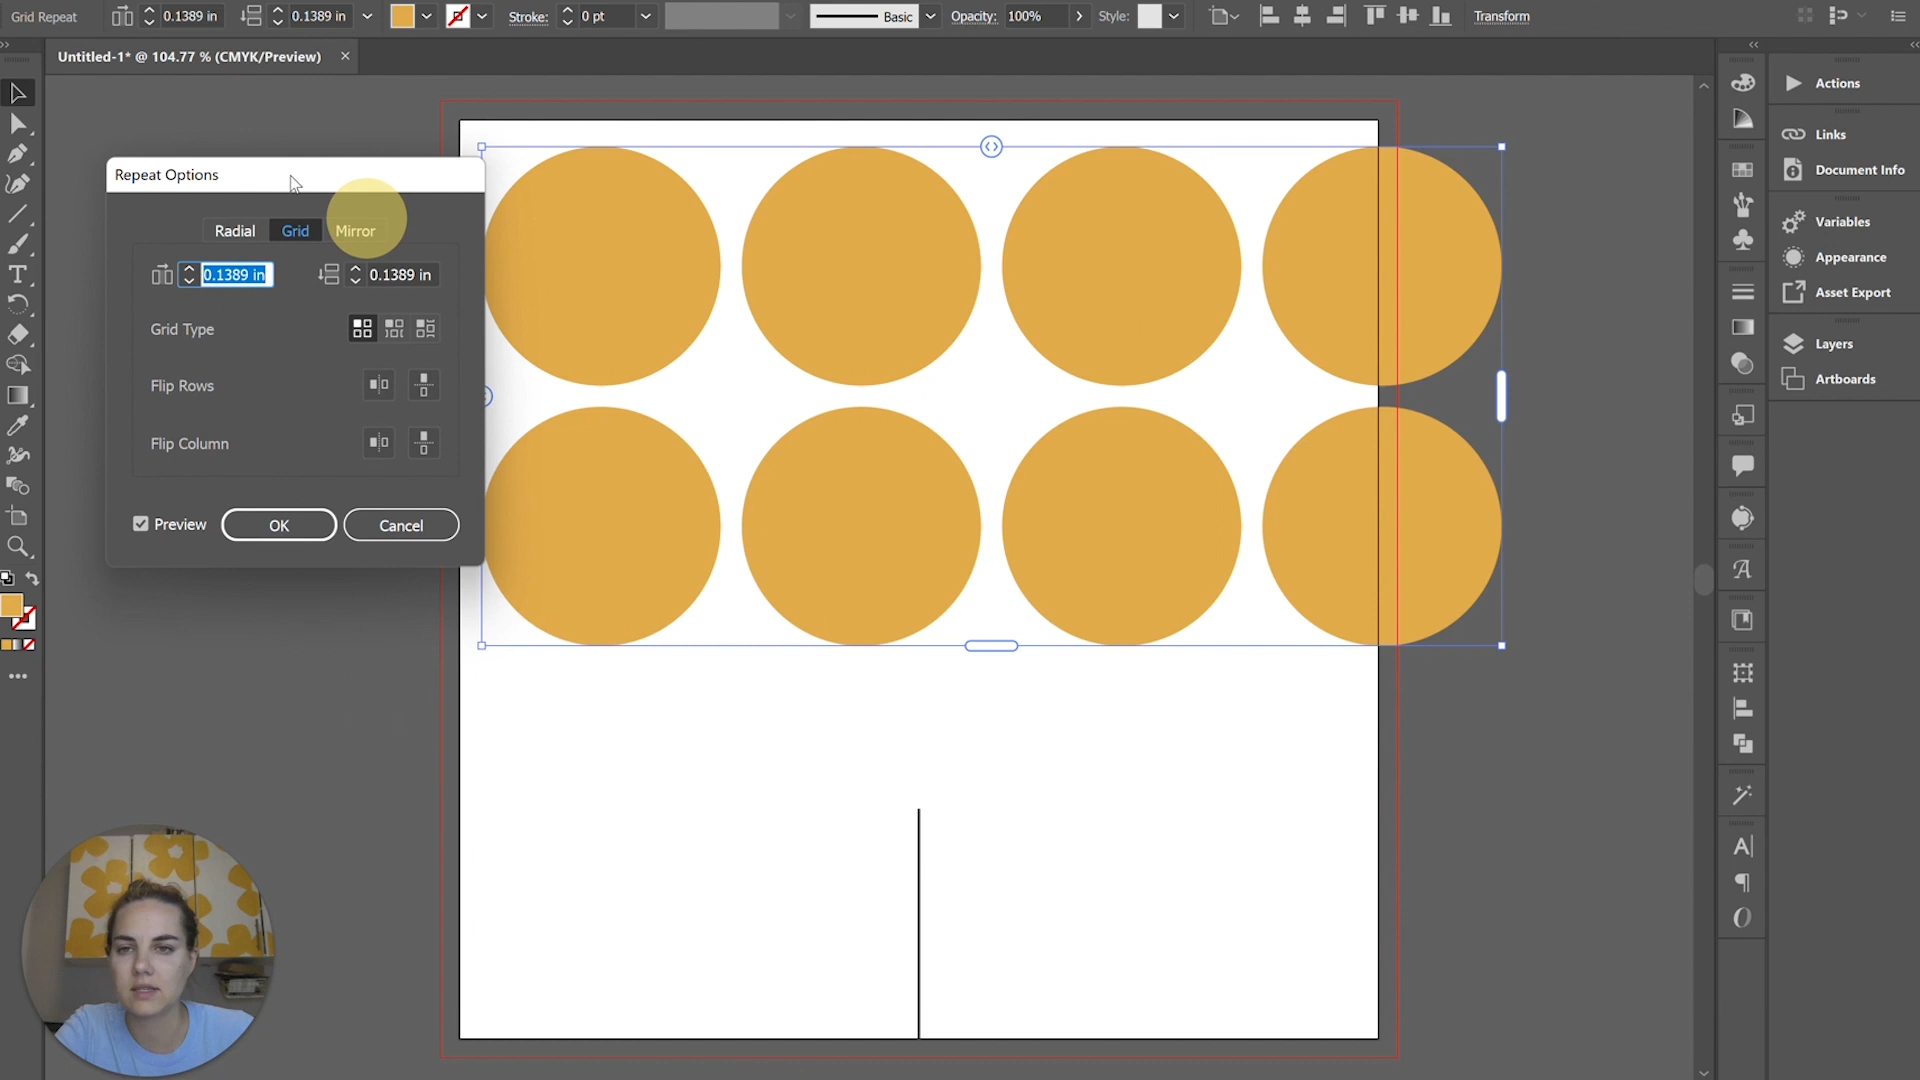 Grid Repeat
0.1389 in
0.1389 in
Stroke:
0 pt
Basic
Opacity:
100%
Style:
Transform
Untitled-1* @ 104.77 % (CMYK/Preview)
Repeat Options
Radial
Grid
Mirror
0.1389 in
0.1389 in
Grid Type
Flip Rows
Flip Column
Preview
OK
Cancel
Actions
Links
Document Info
Variables
Appearance
Asset Export
Layers
Artboards